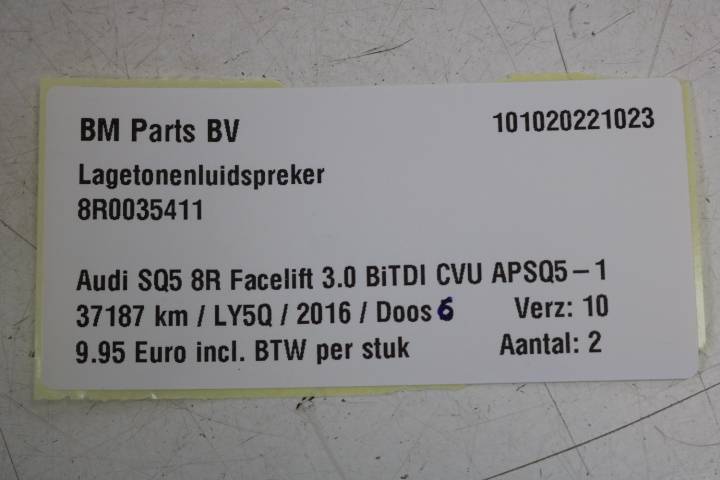 BM Parts BV 101020221023
Lagetonenluidspreker
8R0035411
Audi SQ5 8R Facelift 3.0 BiTDI CVU APSQ5-1
37187 km / LY5Q / 2016 / Doos 6 Verz: 10
9.95 Euro incl. BTW per stuk Aantal: 2